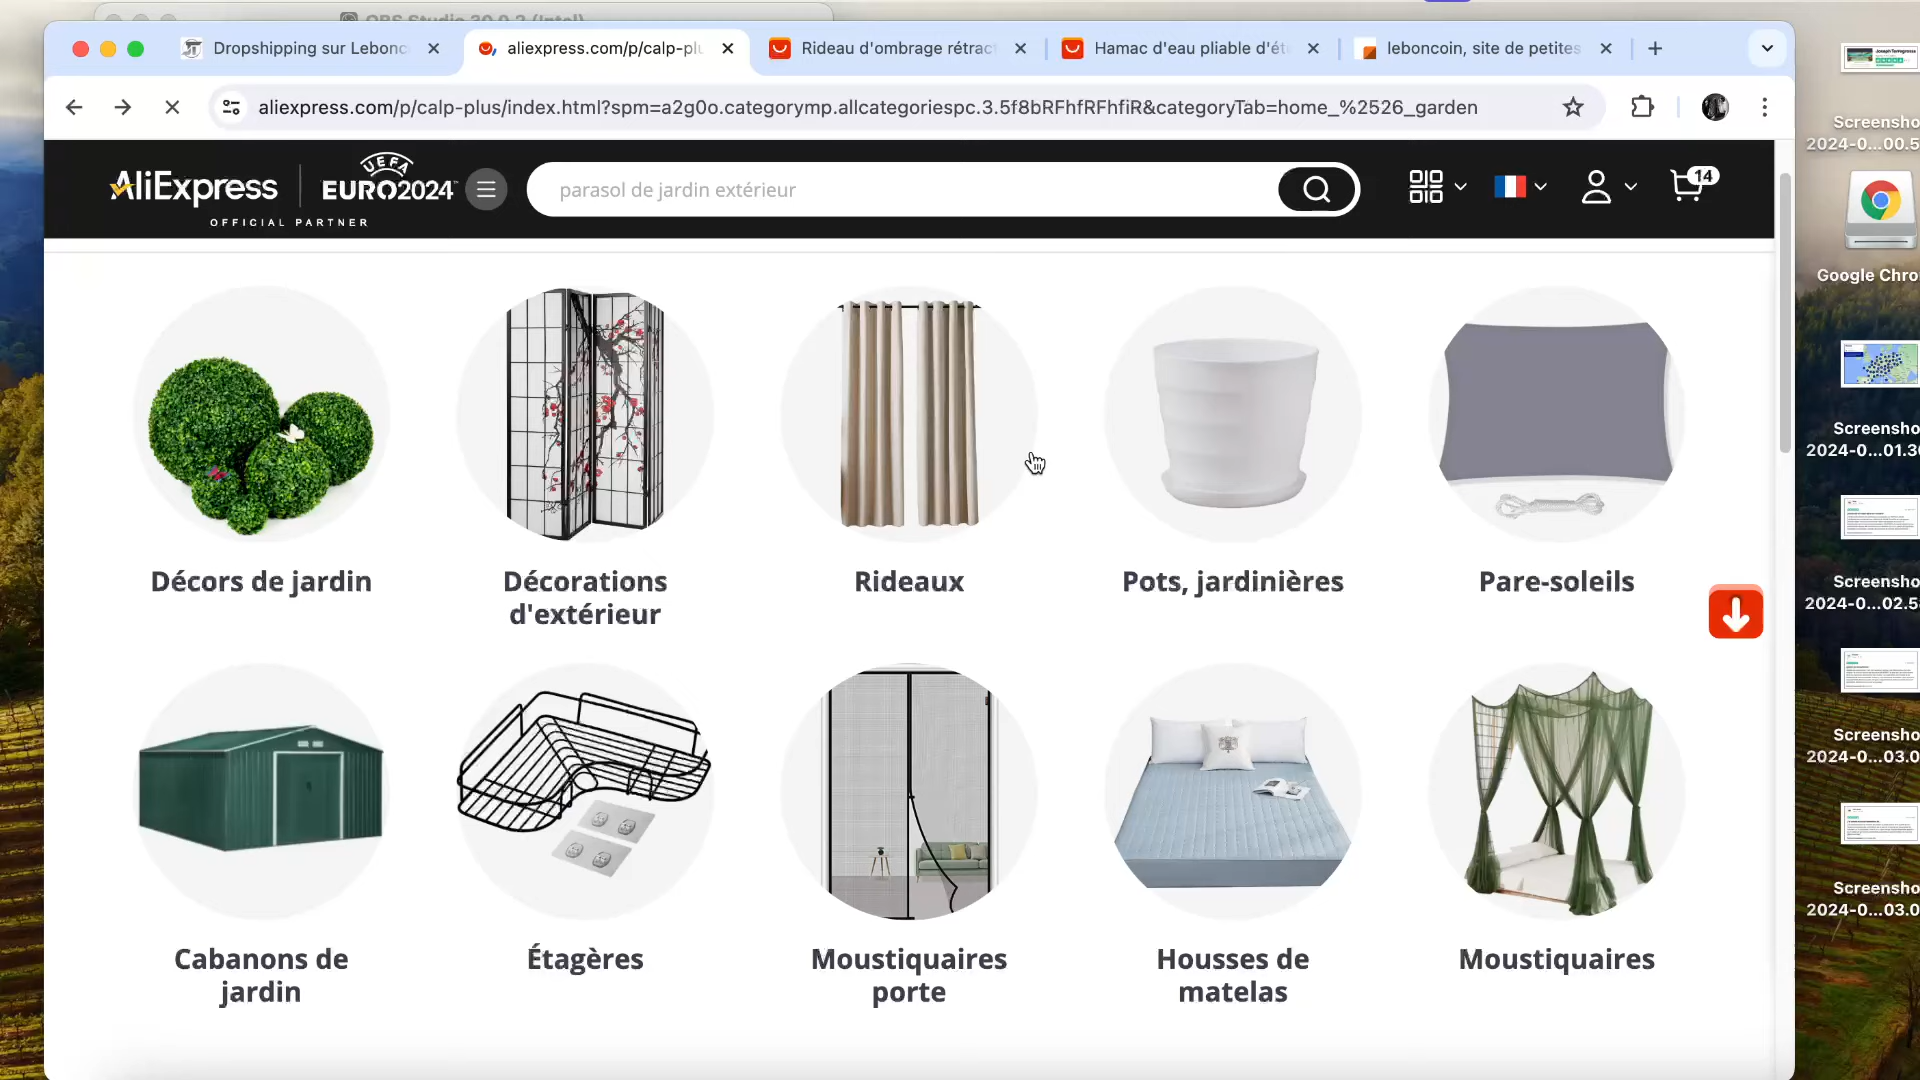 OBS Studio 30.0.2 (Intel)
Dropshipping sur Lebonc
aliexpress.com/p/calp-plu
Rideau d'ombrage rétract
Hamac d'eau pliable d'ét
leboncoin, site de petites
aliexpress.com/p/calp-plus/index.html?spm=a2g0o.categorymp.allcategoriespc.3.5f8bRFhfRFhfiR&categoryTab=home_%2526_garden
AliExpress
UEFA
EURO2024
OFFICIAL PARTNER
parasol de jardin extérieur
14
Décors de jardin
Décorations
d'extérieur
Rideaux
Pots, jardinières
Pare-soleils
Cabanons de
jardin
Étagères
Moustiquaires
porte
Housses de
matelas
Moustiquaires
Screensho
2024-0...00.5
Google Chro
Screensho
2024-0...01.30
Screensho
2024-0...02.5
Screensho
2024-0...03.0
Screensho
2024-0...03.0